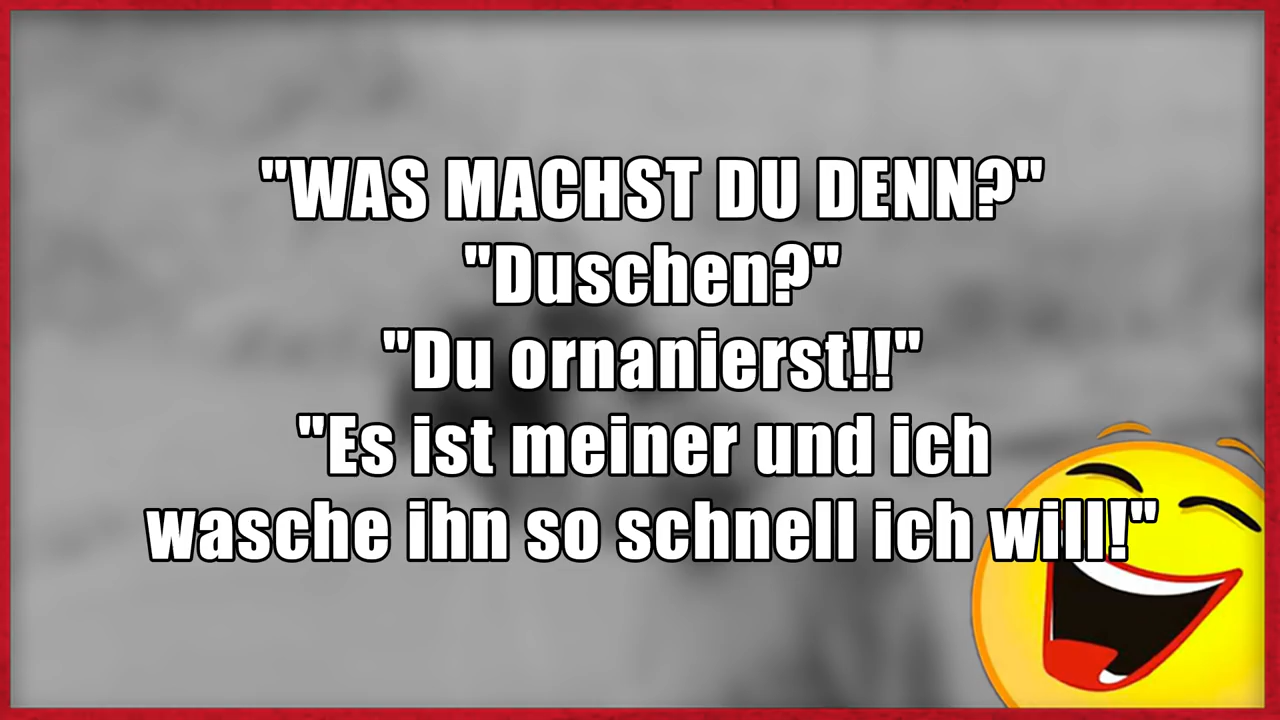 "WAS MACHST DU DENN?"
"Duschen?"
"Du ornanierst!!"
"Es ist meiner und ich
wasche ihn so schnell ich will!"